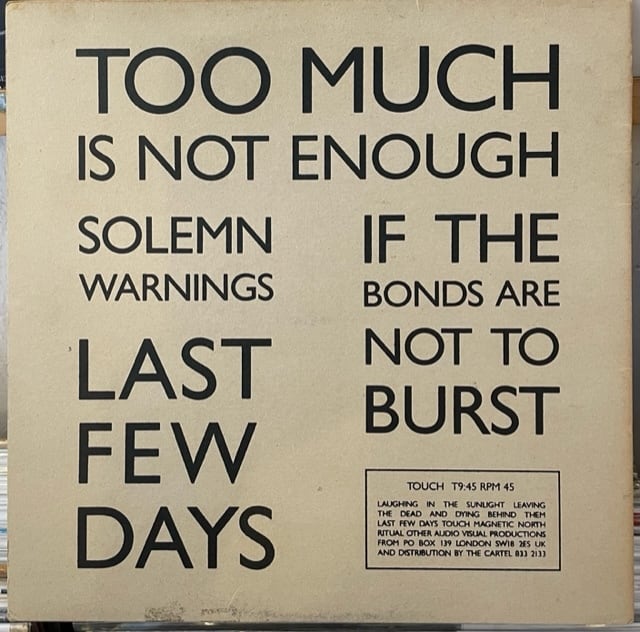 TOO MUCH
IS NOT ENOUGH
SOLEMN
WARNINGS
LAST
FEW
DAYS
IF THE
BONDS ARE
NOT TO
BURST
TOUCH T9:45 RPM 45
LAUGHING IN THE SUNLIGHT LEAVING
THE DEAD AND DYING BEHIND THEM
LAST FEW DAYS TOUCH MAGNETIC NORTH
RITUAL OTHER AUDIO VISUAL PRODUCTIONS
FROM PO BOX 139 LONDON SW18 2ES UK
AND DISTRIBUTION BY THE CARTEL 833 2133